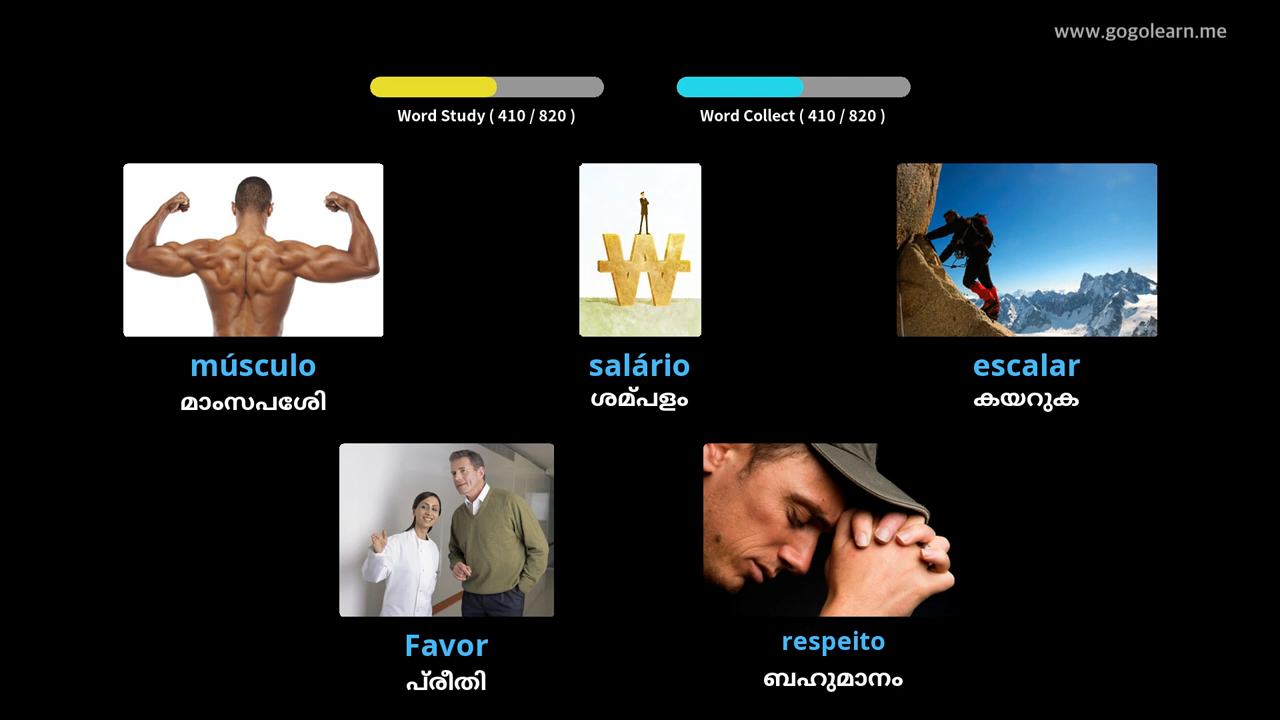 www.gogolearn.me
Word Study ( 410 / 820 )
Word Collect ( 410 / 820 )
músculo
മാംസപശേി
salário
ശമ്പളം
escalar
കയറുക
Favor
പ്രീതി
respeito
ബഹുമാനം